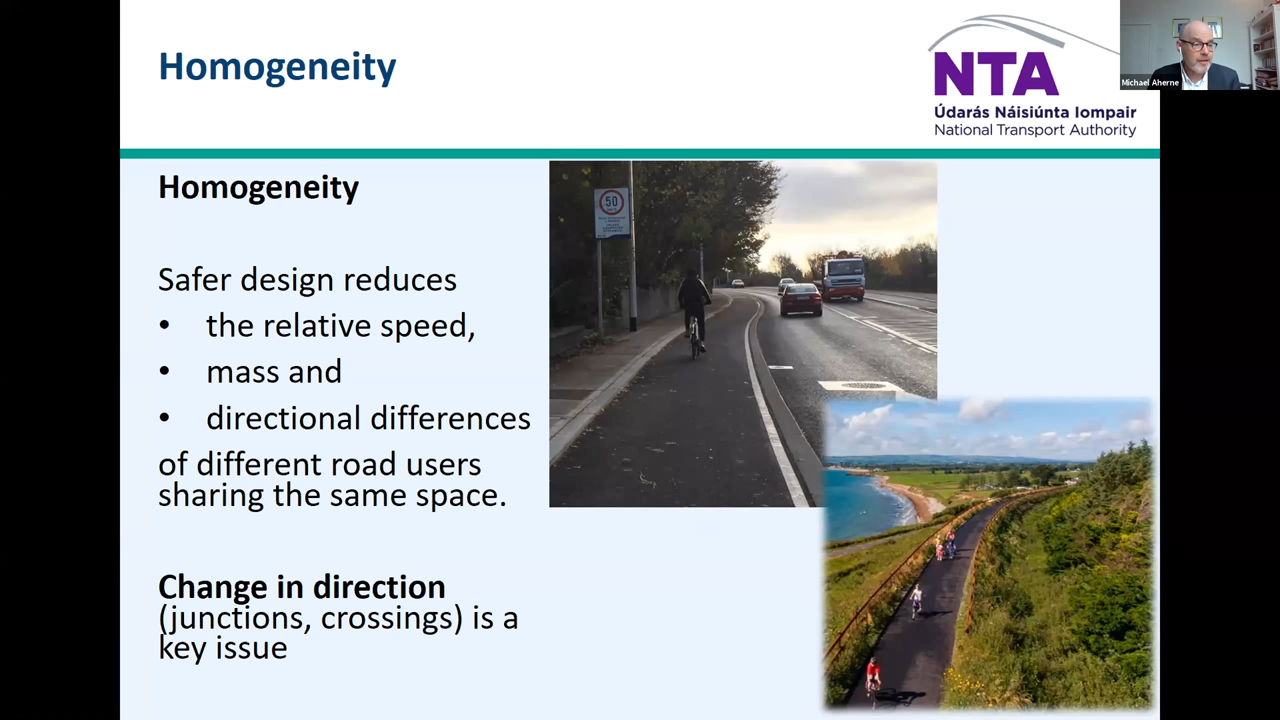 Homogeneity
NTA
Údarás Náisiúnta Iompair
National Transport Authority
Michael Aherne
Homogeneity
Safer design reduces
• the relative speed,
• mass and
• directional differences
of different road users
sharing the same space.
Change in direction
(junctions, crossings) is a
key issue
50